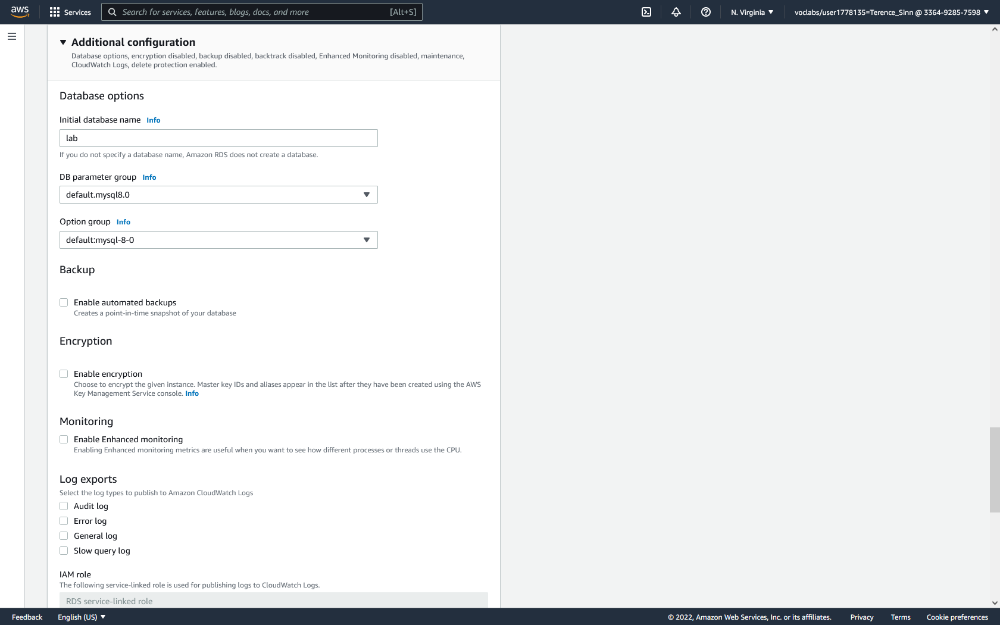 aws
Services
Search for services, features, blogs, docs, and more
[Alt+S]
N. Virginia
voclabs/user1778135=Terence_Sinn @ 3364-9285-7598
Additional configuration
Database options, encryption disabled, backup disabled, backtrack disabled, Enhanced Monitoring disabled, maintenance,
CloudWatch Logs, delete protection enabled.
Database options
Initial database name Info
lab
If you do not specify a database name, Amazon RDS does not create a database.
DB parameter group Info
default.mysql8.0
Option group Info
default:mysql-8-0
Backup
Enable automated backups
Creates a point-in-time snapshot of your database
Encryption
Enable encryption
Choose to encrypt the given instance. Master key IDs and aliases appear in the list after they have been created using the AWS
Key Management Service console. Info
Monitoring
Enable Enhanced monitoring
Enabling Enhanced monitoring metrics are useful when you want to see how different processes or threads use the CPU.
Log exports
Select the log types to publish to Amazon CloudWatch Logs
Audit log
Error log
General log
Slow query log
IAM role
The following service-linked role is used for publishing logs to CloudWatch Logs.
RDS service-linked role
Feedback
English (US)
© 2022, Amazon Web Services, Inc. or its affiliates.
Privacy
Terms
Cookie preferences